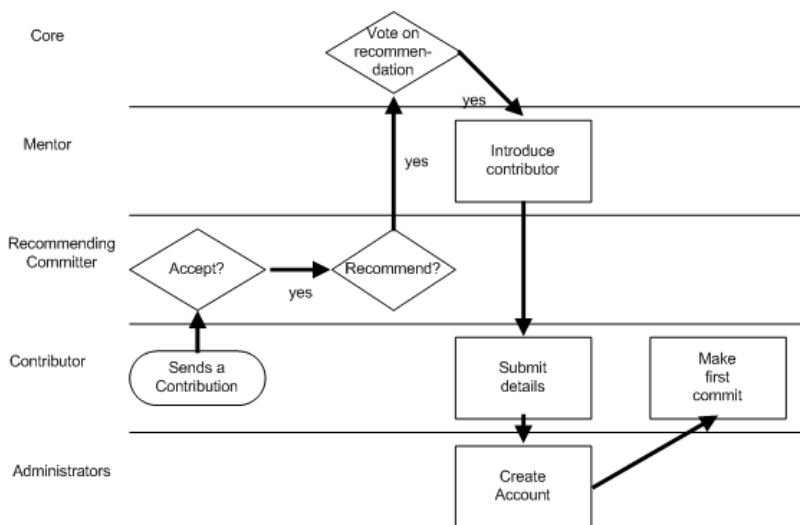 Core
Vote on
recommen-
dation
yes
Mentor
Introduce
contributor
yes
Recommending
Committer
Accept?
yes
Recommend?
Contributor
Sends a
Contribution
Submit
details
Make
first
commit
Administrators
Create
Account